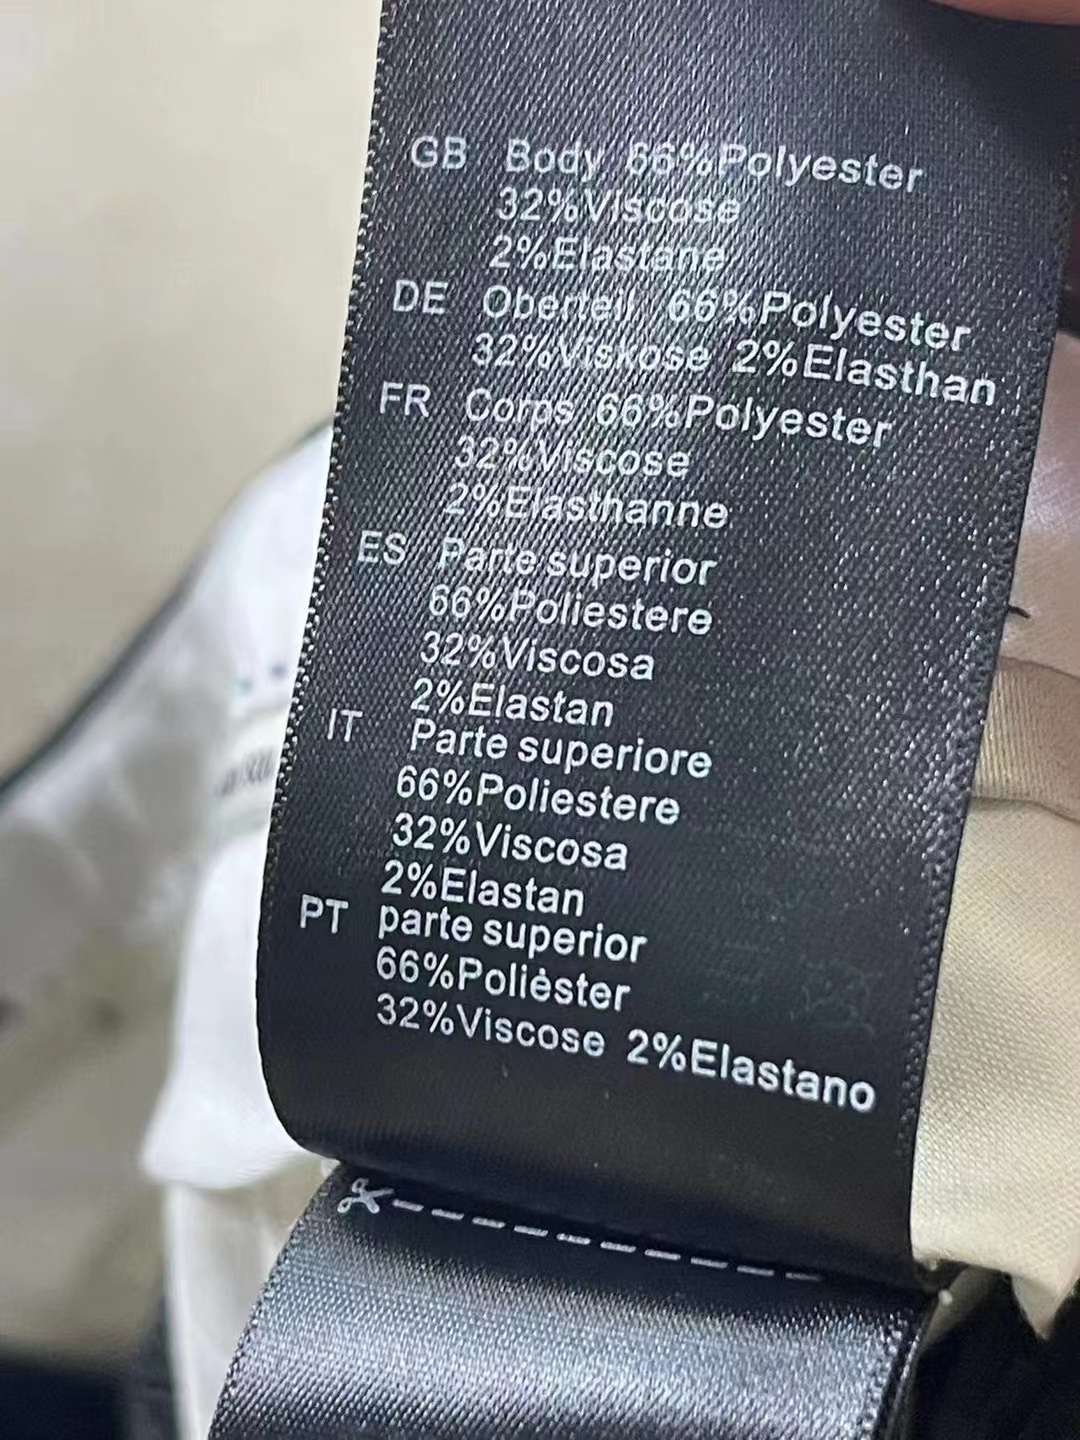 GB Body 66%Polyester
32%Viscose
2%Elastane
DE Oberteil 66%Polyester
32%Viskose 2%Elasthan
FR Corps 66%Polyester
32%Viscose
2%Elasthanne
ES Parte superior
66%Poliestere
32%Viscosa
2%Elastan
IT Parte superiore
66%Poliestere
32%Viscosa
2%Elastan
PT parte superior
66%Polièster
32%Viscose 2%Elastano